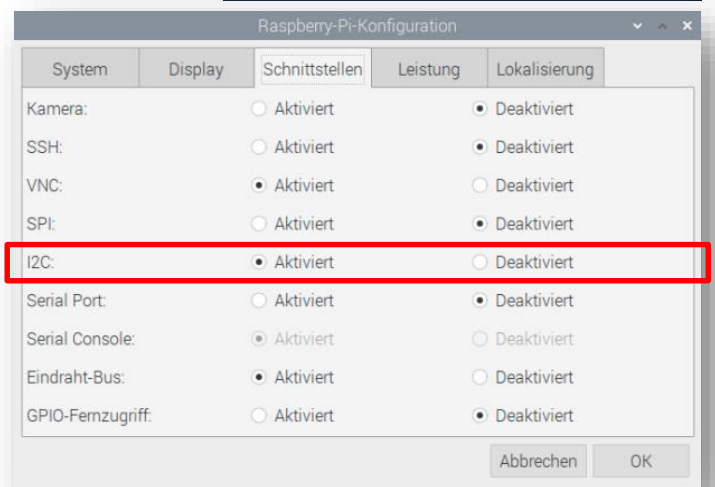 Raspberry-Pi-Konfiguration
System Display Schnittstellen Leistung Lokalisierung
Kamera: Aktiviert Deaktiviert
SSH: Aktiviert Deaktiviert
VNC: Aktiviert Deaktiviert
SPI: Aktiviert Deaktiviert
I2C: Aktiviert Deaktiviert
Serial Port: Aktiviert Deaktiviert
Serial Console: Aktiviert Deaktiviert
Eindraht-Bus: Aktiviert Deaktiviert
GPIO-Fernzugriff: Aktiviert Deaktiviert
Abbrechen OK